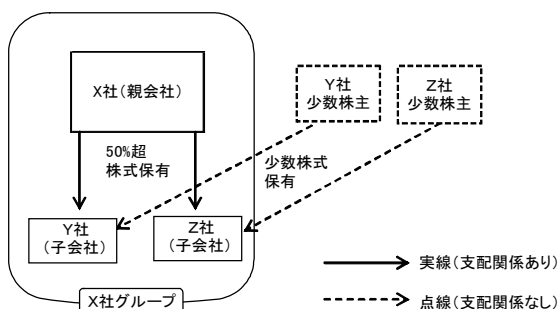 X社(親会社)
Y社
少数株主
Z社
少数株主
50%超
株式保有
少数株式
保有
Y社
(子会社)
Z社
(子会社)
実線(支配関係あり)
点線(支配関係なし)
X社グループ